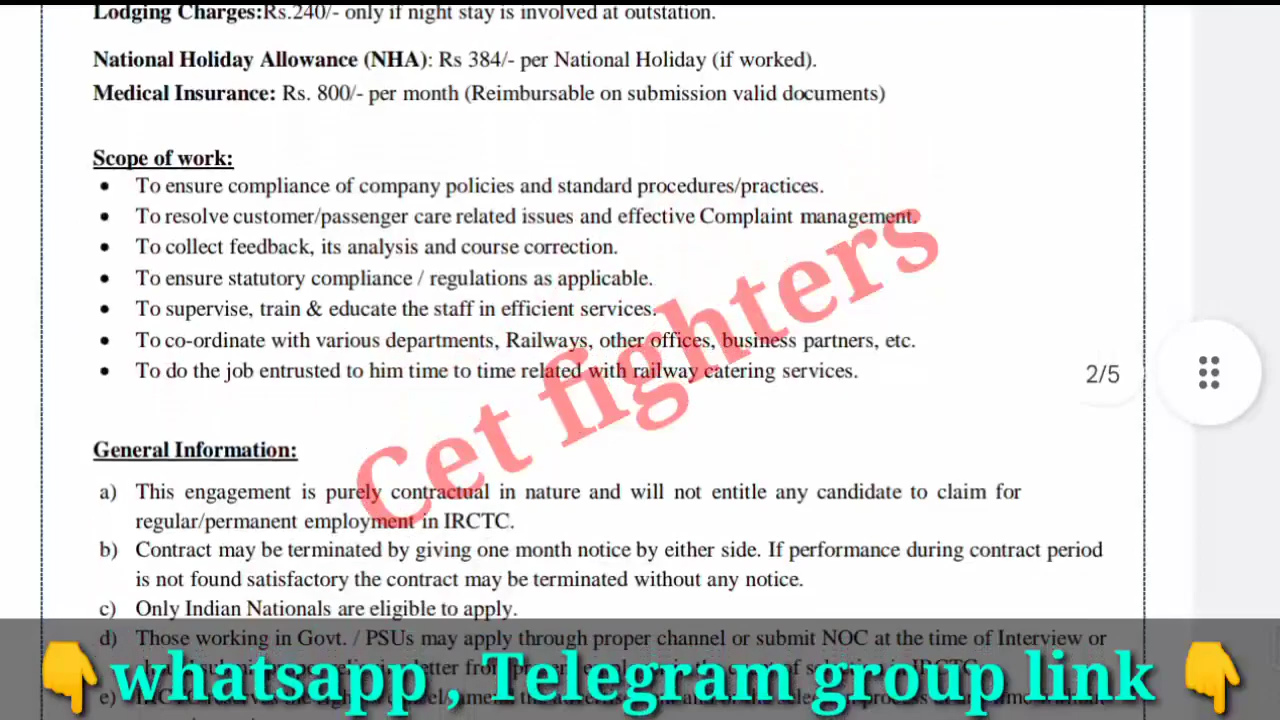 Lodging Charges:Rs.240/- only if night stay is involved at outstation.
National Holiday Allowance (NHA): Rs 384/- per National Holiday (if worked).
Medical Insurance: Rs. 800/- per month (Reimbursable on submission valid documents)
Scope of work:
• To ensure compliance of company policies and standard procedures/practices.
• To resolve customer/passenger care related issues and effective Complaint management.
• To collect feedback, its analysis and course correction.
• To ensure statutory compliance / regulations as applicable.
• To supervise, train & educate the staff in efficient services.
• To co-ordinate with various departments, Railways, other offices, business partners, etc.
• To do the job entrusted to him time to time related with railway catering services.
2/5
Cet fighters
General Information:
a) This engagement is purely contractual in nature and will not entitle any candidate to claim for
regular/permanent employment in IRCTC.
b) Contract may be terminated by giving one month notice by either side. If performance during contract period
is not found satisfactory the contract may be terminated without any notice.
c) Only Indian Nationals are eligible to apply.
d) Those working in Govt. / PSUs may apply through proper channel or submit NOC at the time of Interview or
👇whatsapp , Telegram group link 👇
e)